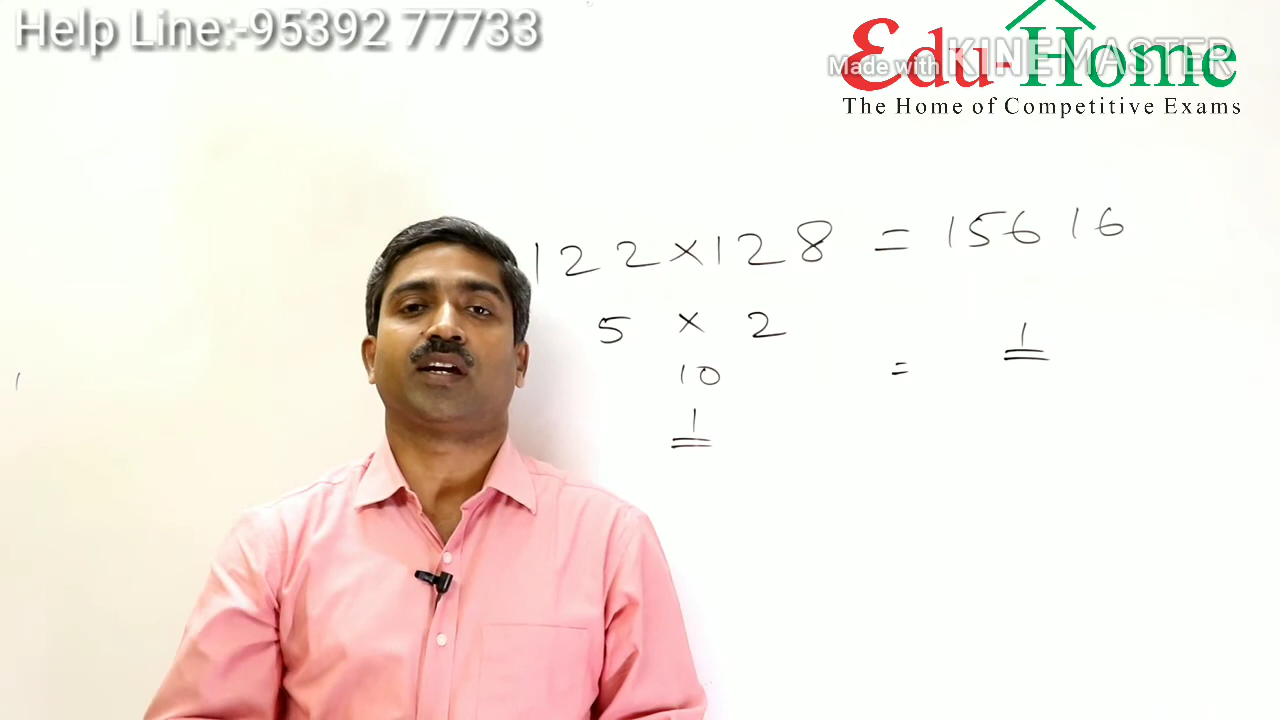 Help Line:-95392 77733
Edu-Home
Made with KINEMASTER
The Home of Competitive Exams
122×128 = 15616
5 × 2
10 = 1
1